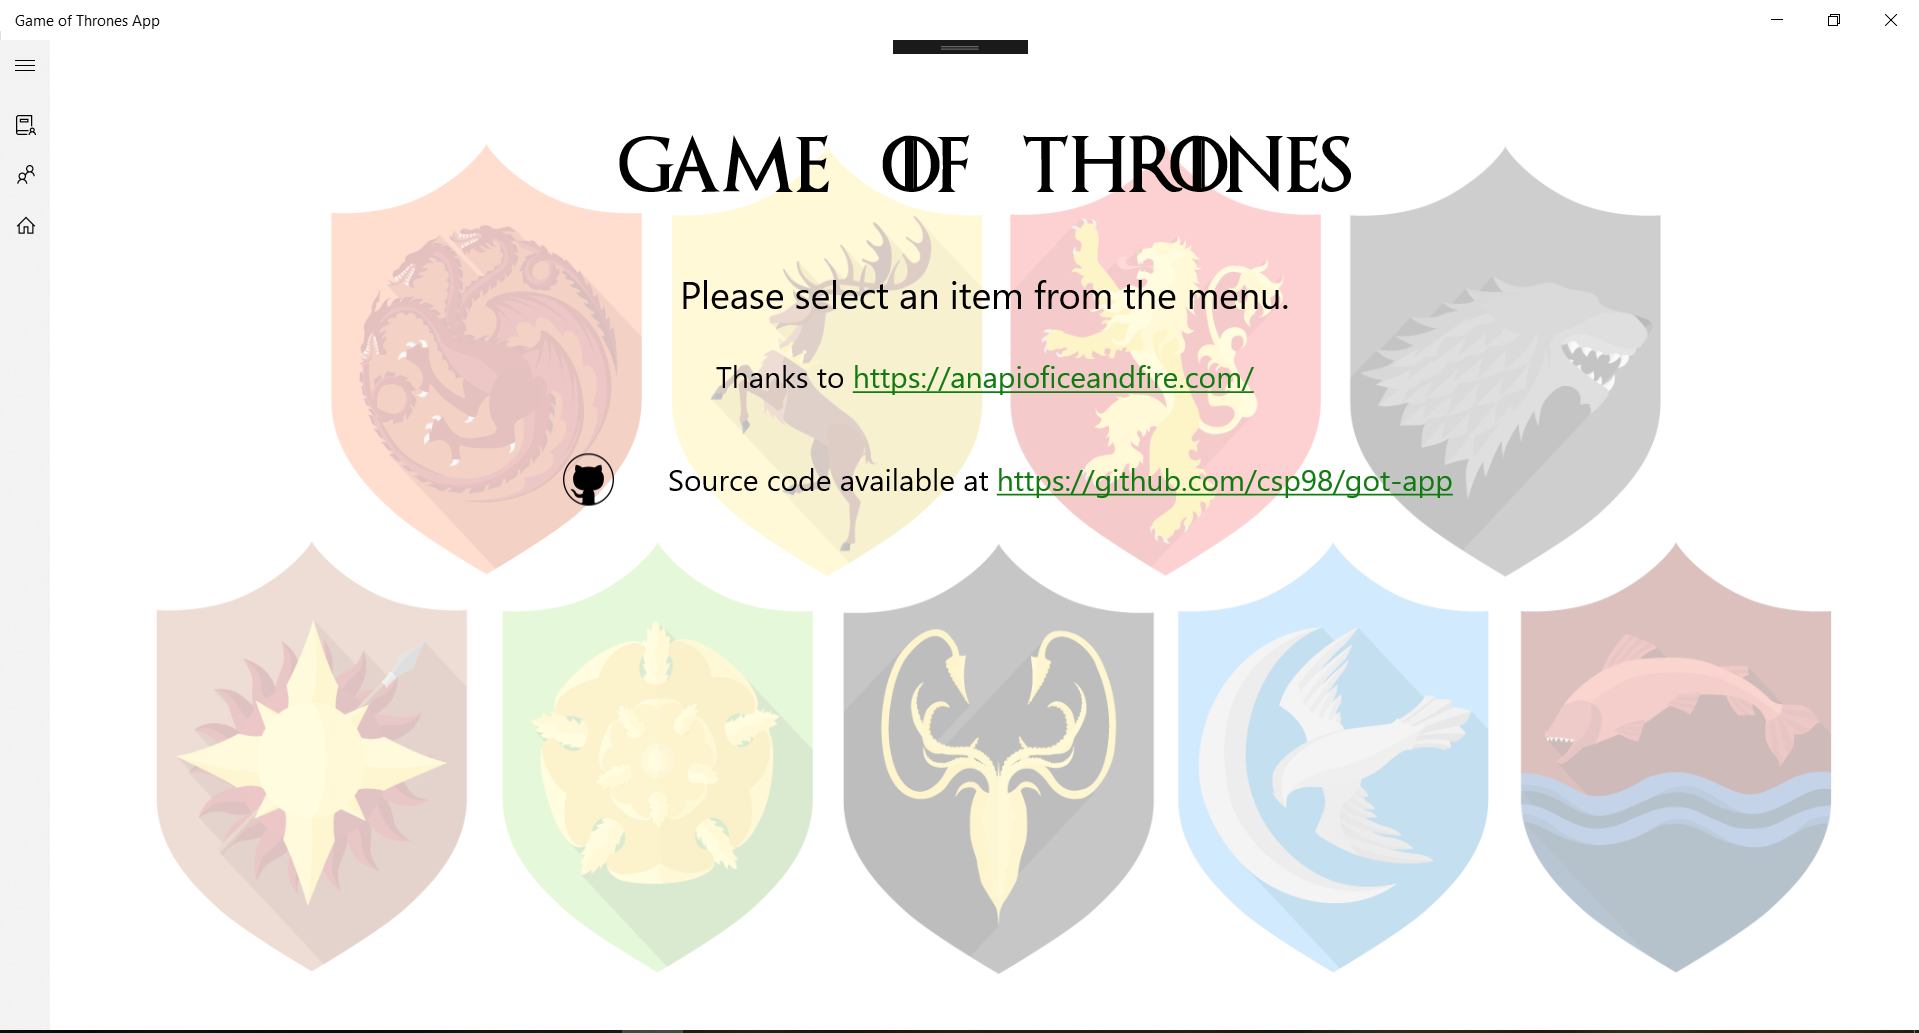 Game of Thrones App
GAME OF THRONES
Please select an item from the menu.
Thanks to https://anapioficeandfire.com/
Source code available at https://github.com/csp98/got-app